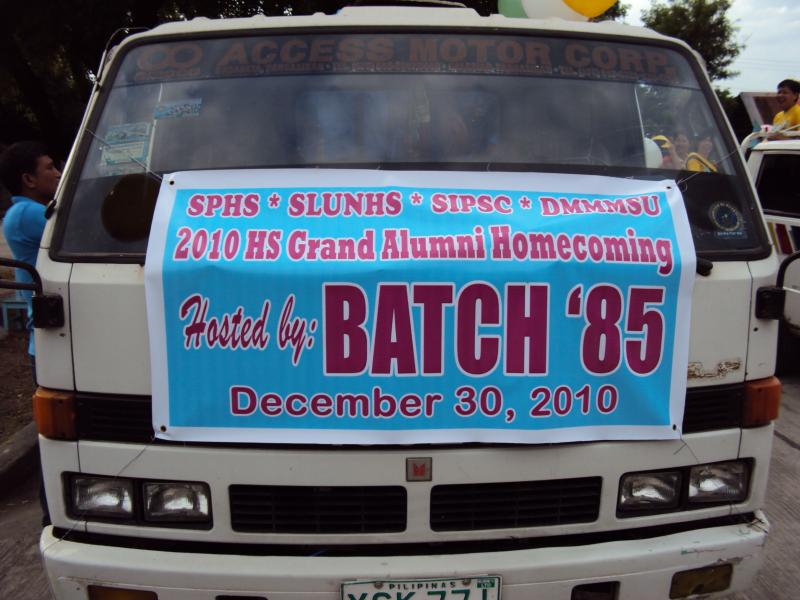 ACCESS MOTOR CORP.
SPHS * SLUNHS * SIPSC * DMMMSU
2010 HS Grand Alumni Homecoming
Hosted by: BATCH '85
December 30, 2010
PILIPINAS